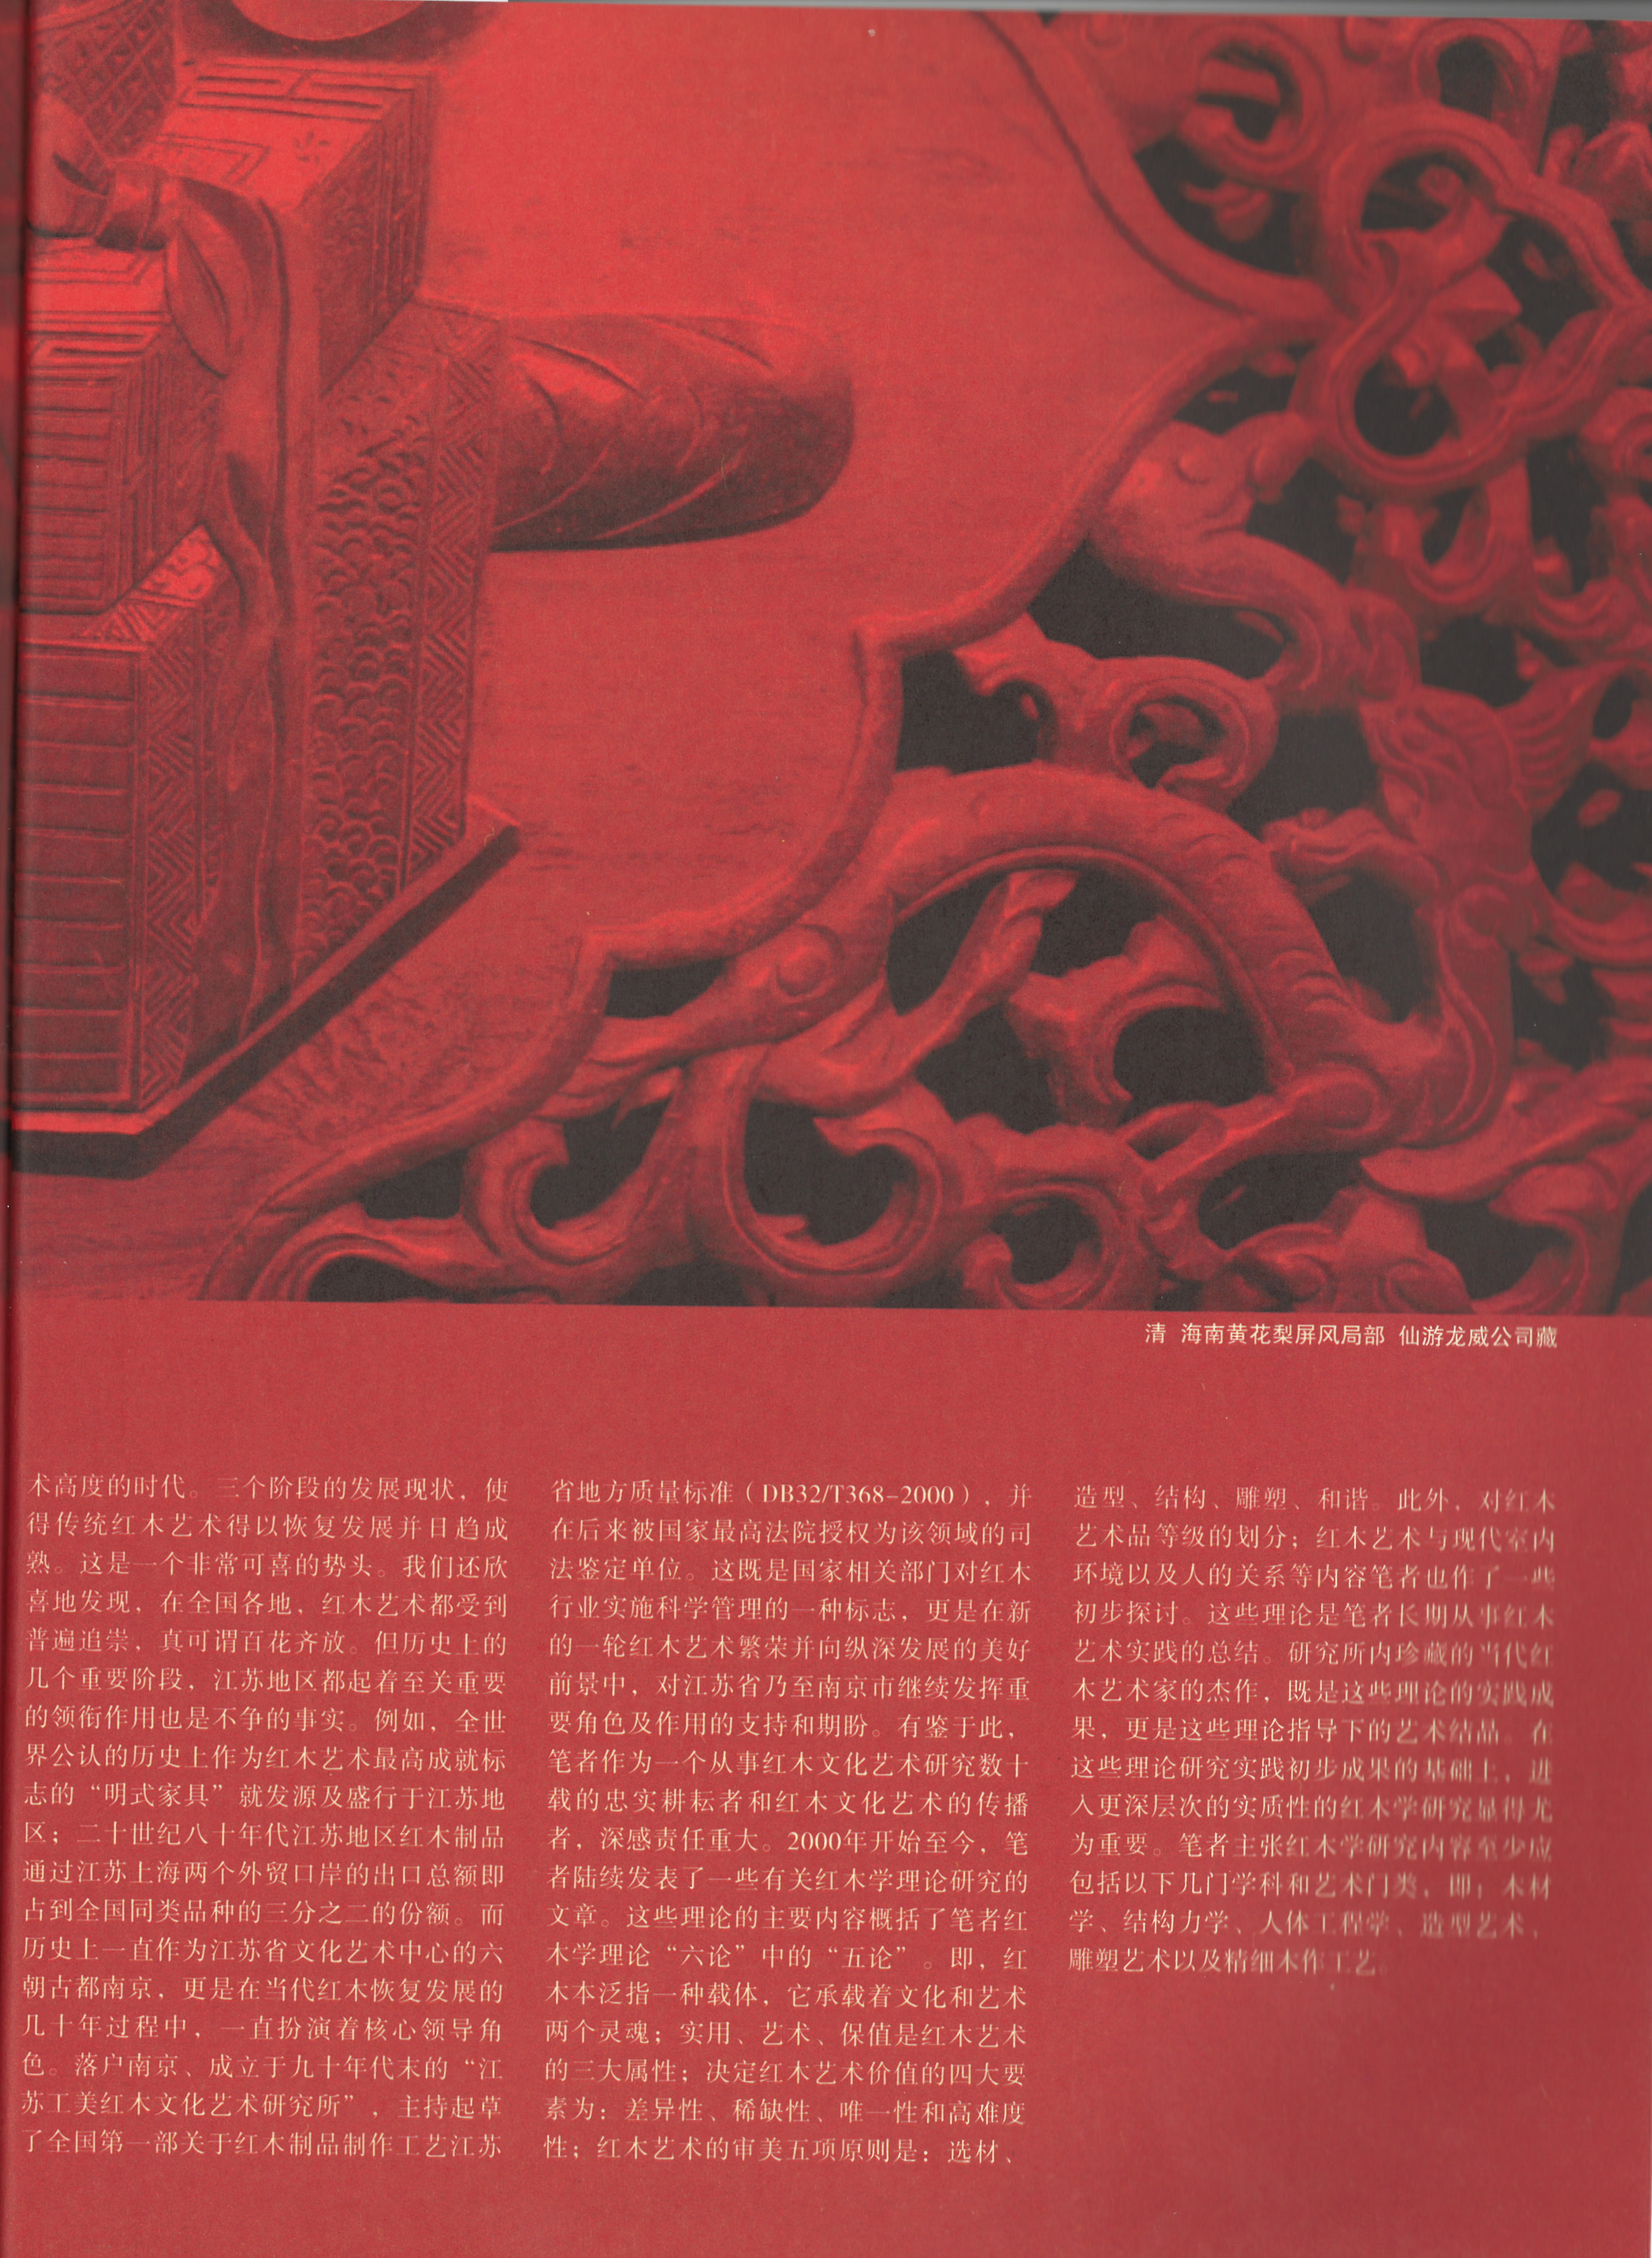 清 海南黄花梨屏风局部 仙游龙威公司藏
术高度的时代。三个阶段的发展现状，使
得传统红木艺术得以恢复发展并日趋成
熟。这是一个非常可喜的势头。我们还欣
喜地发现，在全国各地，红木艺术都受到
普遍追崇，真可谓百花齐放。但历史上的
几个重要阶段，江苏地区都起着至关重要
的领衔作用也是不争的事实。例如，全世
界公认的历史上作为红木艺术最高成就标
志的“明式家具”就发源及盛行于江苏地
区；二十世纪八十年代江苏地区红木制品
通过江苏上海两个外贸口岸的出口总额即
占到全国同类品种的三分之二的份额。而
历史上一直作为江苏省文化艺术中心的六
朝古都南京，更是在当代红木恢复发展的
几十年过程中，一直扮演着核心领导角
色。落户南京、成立于九十年代末的“江
苏工美红木文化艺术研究所”，主持起草
了全国第一部关于红木制品制作工艺江苏
省地方质量标准（DB32/T368-2000），并
在后来被国家最高法院授权为该领域的司
法鉴定单位。这既是国家相关部门对红木
行业实施科学管理的一种标志，更是在新
的一轮红木艺术繁荣并向纵深发展的美好
前景中，对江苏省乃至南京市继续发挥重
要角色及作用的支持和期盼。有鉴于此，
笔者作为一个从事红木文化艺术研究数十
载的忠实耕耘者和红木文化艺术的传播
者，深感责任重大。2000年开始至今，笔
者陆续发表了一些有关红木学理论研究的
文章。这些理论的主要内容概括了笔者红
木学理论“六论”中的“五论”。即，红
木本泛指一种载体，它承载着文化和艺术
两个灵魂；实用、艺术、保值是红木艺术
的三大属性；决定红木艺术价值的四大要
素为：差异性、稀缺性、唯一性和高难度
性；红木艺术的审美五项原则是：选材、
造型、结构、雕塑、和谐。此外，对红木
艺术品等级的划分；红木艺术与现代室内
环境以及人的关系等内容笔者也作了一些
初步探讨。这些理论是笔者长期从事红木
艺术实践的总结。研究所内珍藏的当代红
木艺术家的杰作，既是这些理论的实践成
果，更是这些理论指导下的艺术结晶。在
这些理论研究实践初步成果的基础上，进
入更深层次的实质性的红木学研究显得尤
为重要。笔者主张红木学研究内容至少应
包括以下几门学科和艺术门类，即：木材
学、结构力学、人体工程学、造型艺术、
雕塑艺术以及精细木作工艺。